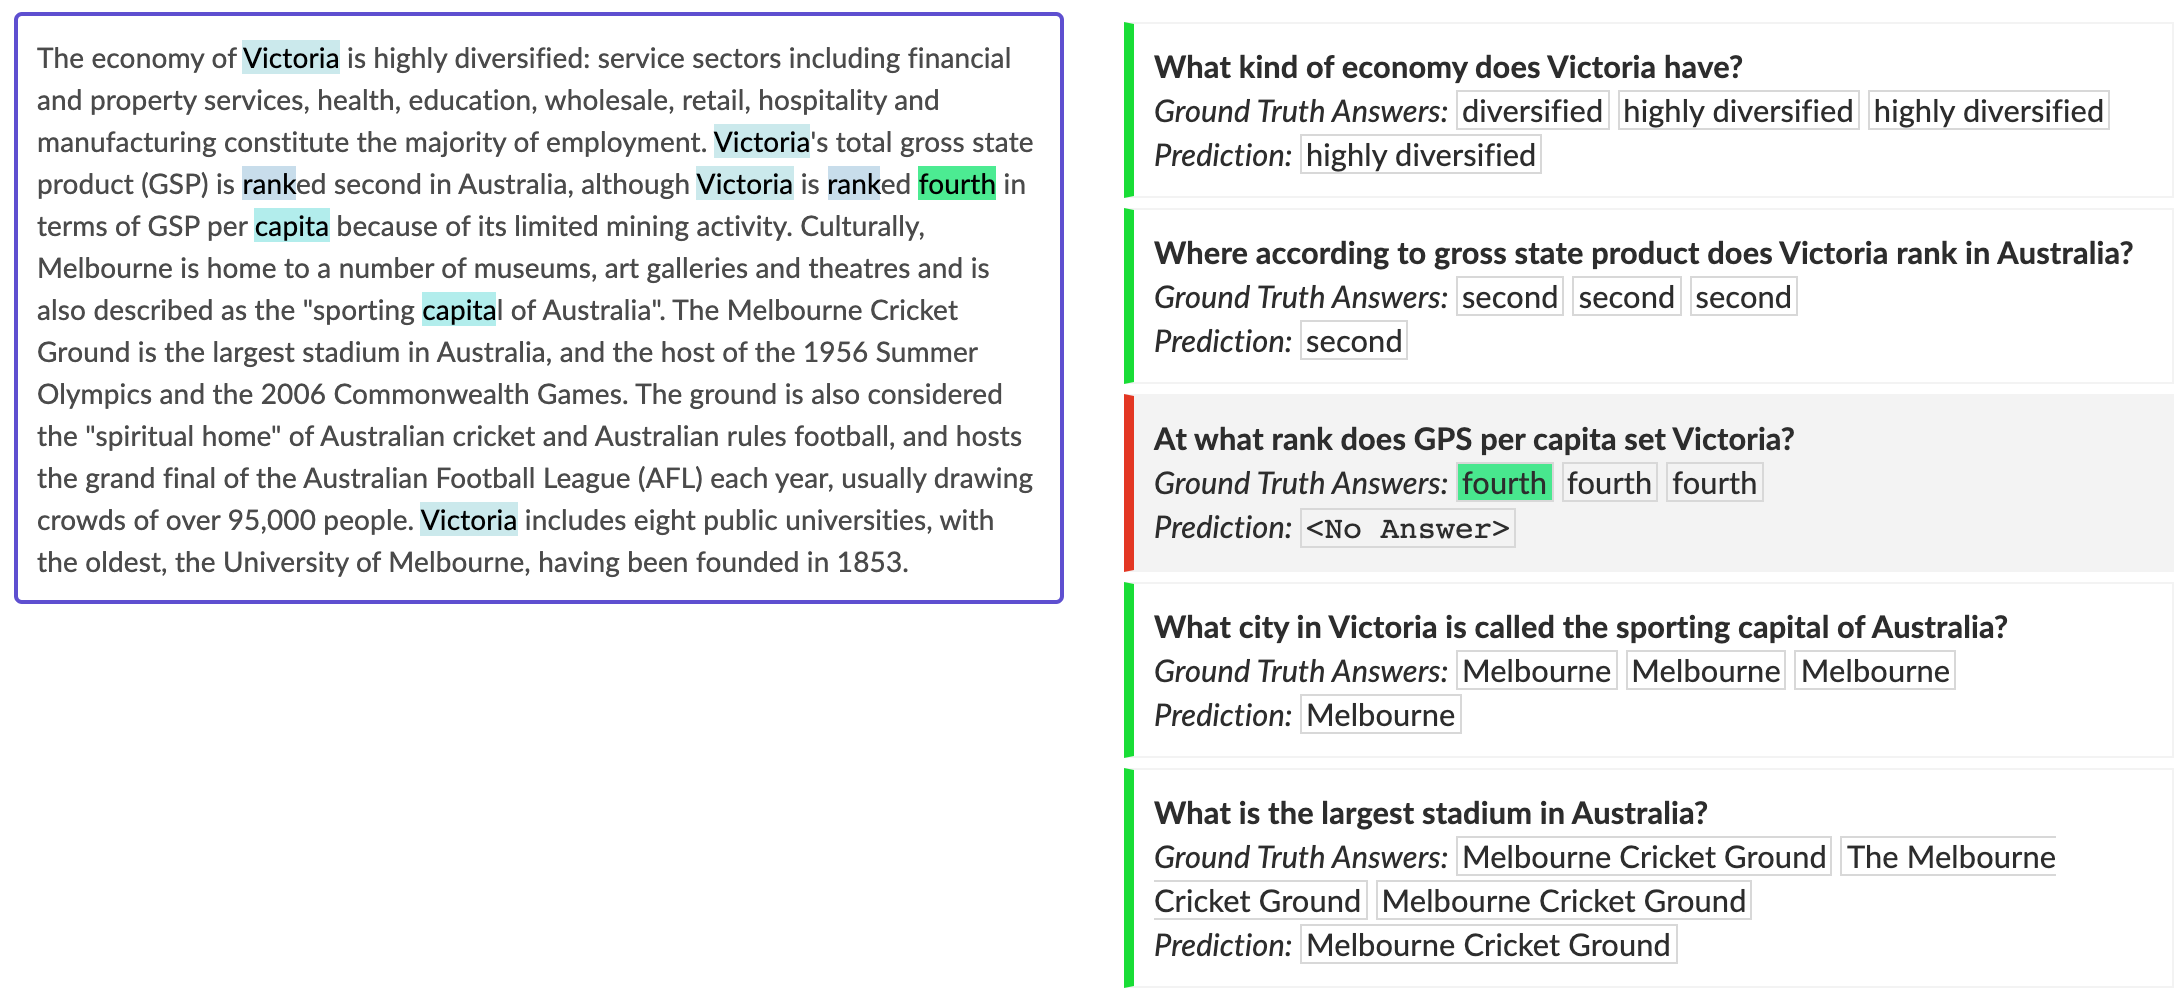 The economy of Victoria is highly diversified: service sectors including financial
and property services, health, education, wholesale, retail, hospitality and
manufacturing constitute the majority of employment. Victoria's total gross state
product (GSP) is ranked second in Australia, although Victoria is ranked fourth in
terms of GSP per capita because of its limited mining activity. Culturally,
Melbourne is home to a number of museums, art galleries and theatres and is
also described as the "sporting capital of Australia". The Melbourne Cricket
Ground is the largest stadium in Australia, and the host of the 1956 Summer
Olympics and the 2006 Commonwealth Games. The ground is also considered
the "spiritual home" of Australian cricket and Australian rules football, and hosts
the grand final of the Australian Football League (AFL) each year, usually drawing
crowds of over 95,000 people. Victoria includes eight public universities, with
the oldest, the University of Melbourne, having been founded in 1853.
What kind of economy does Victoria have?
Ground Truth Answers: diversified highly diversified highly diversified
Prediction: highly diversified
Where according to gross state product does Victoria rank in Australia?
Ground Truth Answers: second second second
Prediction: second
At what rank does GPS per capita set Victoria?
Ground Truth Answers: fourth fourth fourth
Prediction: <No Answer>
What city in Victoria is called the sporting capital of Australia?
Ground Truth Answers: Melbourne Melbourne Melbourne
Prediction: Melbourne
What is the largest stadium in Australia?
Ground Truth Answers: Melbourne Cricket Ground The Melbourne
Cricket Ground Melbourne Cricket Ground
Prediction: Melbourne Cricket Ground